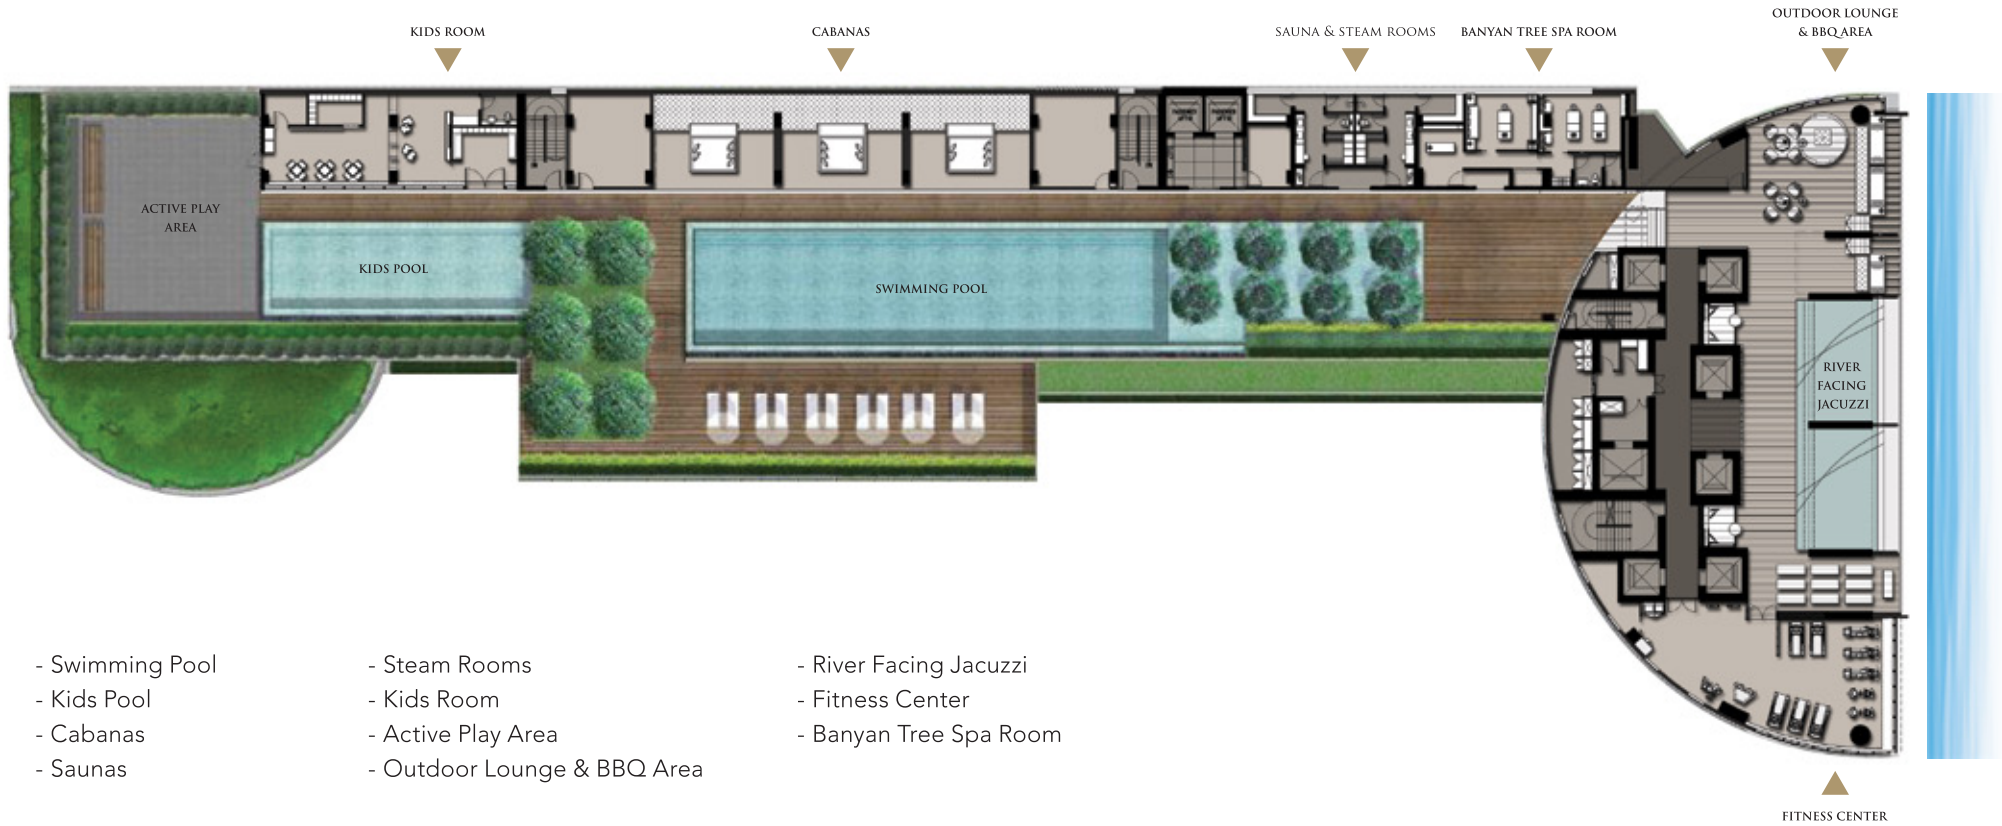 KIDS ROOM
CABANAS
SAUNA & STEAM ROOMS
BANYAN TREE SPA ROOM
OUTDOOR LOUNGE
& BBQ AREA
ACTIVE PLAY
AREA
KIDS POOL
SWIMMING POOL
RIVER
FACING
JACUZZI
- Swimming Pool
- Kids Pool
- Cabanas
- Saunas
- Steam Rooms
- Kids Room
- Active Play Area
- Outdoor Lounge & BBQ Area
- River Facing Jacuzzi
- Fitness Center
- Banyan Tree Spa Room
FITNESS CENTER